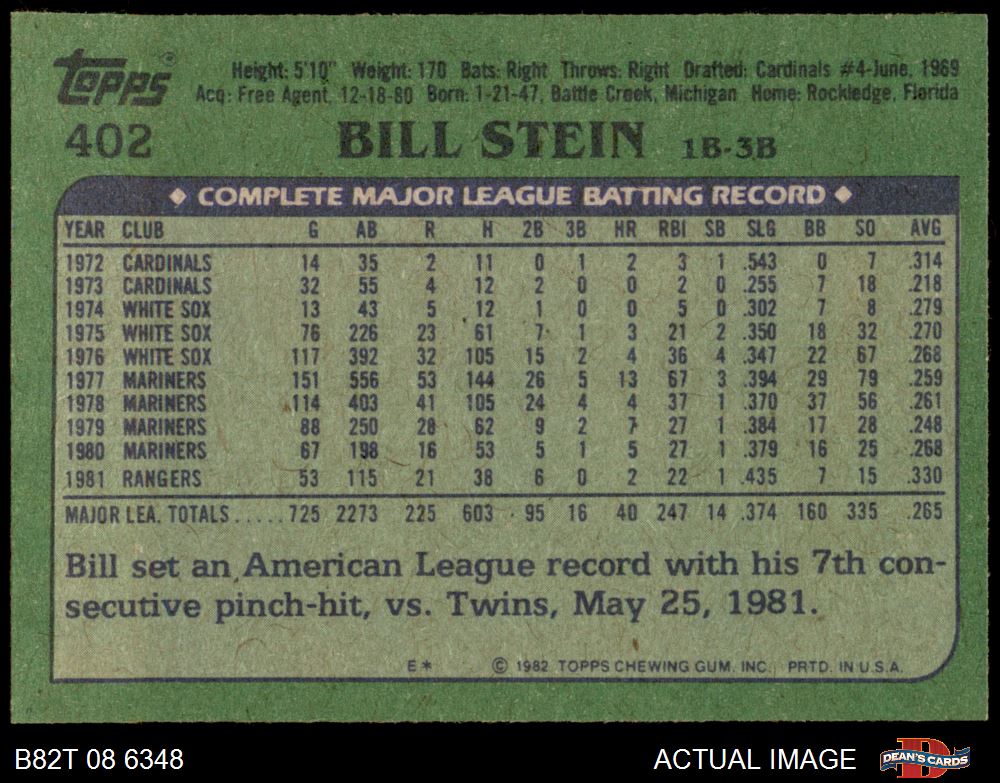 Topps®
Height: 5'10" Weight: 170 Bats: Right Throws: Right Drafted: Cardinals #4-June, 1969
Acq: Free Agent, 12-18-80 Born: 1-21-47, Battle Creek, Michigan Home: Rockledge, Florida
402 BILL STEIN 1B-3B
◆ COMPLETE MAJOR LEAGUE BATTING RECORD ◆
YEAR CLUB G AB R H 2B 3B HR RBI SB SLG BB SO AVG
1972 CARDINALS 14 35 2 11 0 1 2 3 1 .543 0 7 .314
1973 CARDINALS 32 55 4 12 2 0 0 2 0 .255 7 18 .218
1974 WHITE SOX 13 43 5 12 1 0 0 5 0 .302 7 8 .279
1975 WHITE SOX 76 226 23 61 7 1 3 21 2 .350 18 32 .270
1976 WHITE SOX 117 392 32 105 15 2 4 36 4 .347 22 67 .268
1977 MARINERS 151 556 53 144 26 5 13 67 3 .394 29 79 .259
1978 MARINERS 114 403 41 105 24 4 4 37 1 .370 37 56 .261
1979 MARINERS 88 250 28 62 9 2 7 27 1 .384 17 28 .248
1980 MARINERS 67 198 16 53 5 1 5 27 1 .379 16 25 .268
1981 RANGERS 53 115 21 38 6 0 2 22 1 .435 7 15 .330
MAJOR LEA. TOTALS.....725 2273 225 603 95 16 40 247 14 .374 160 335 .265
Bill set an American League record with his 7th con-
secutive pinch-hit, vs. Twins, May 25, 1981.
E* © 1982 TOPPS CHEWING GUM, INC. PRTD. IN U.S.A.
B82T 08 6348 ACTUAL IMAGE DEAN'S CARDS